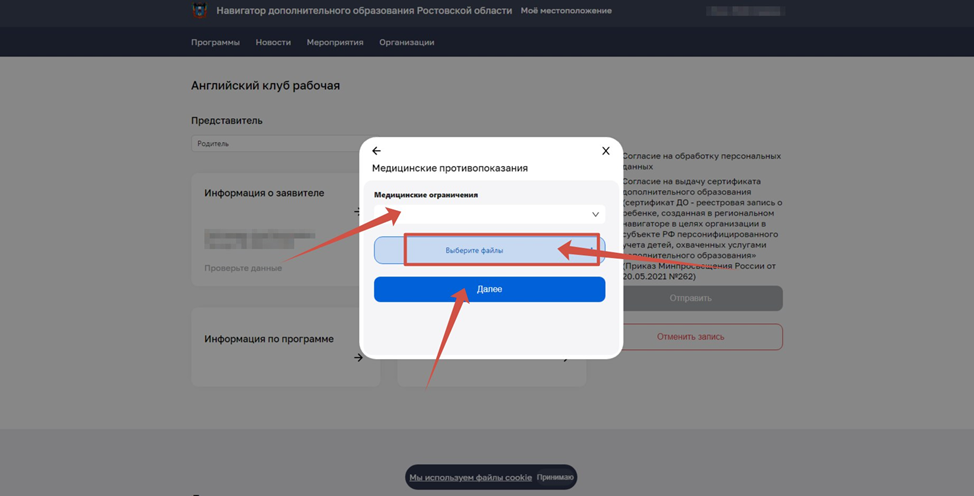 Навигатор дополнительного образования Ростовской области Моё местоположение
Программы Новости Мероприятия Организации
Английский клуб рабочая
Представитель
Родитель
Информация о заявителе
Проверьте данные
Информация по программе
Медицинские противопоказания
Медицинские ограничения
Выберите файлы
Далее
Согласие на обработку персональных
данных
Согласие на выдачу сертификата
дополнительного образования
(сертификат ДО - реестровая запись о
ребенке, созданная в региональном
навигаторе в целях организации в
субъекте РФ персонифицированного
учета детей, охваченных услугами
дополнительного образования»
(Приказ Минпросвещения России от
20.05.2021 №262)
Отправить
Отменить запись
Мы используем файлы cookie Принимаю